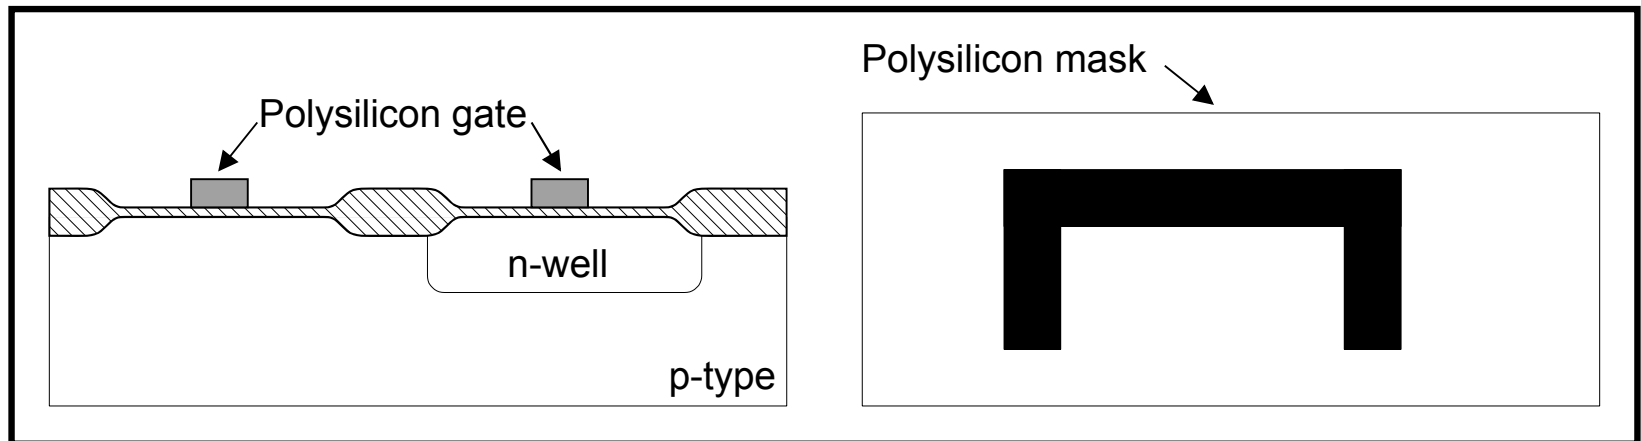 Polysilicon mask
Polysilicon gate
n-well
p-type